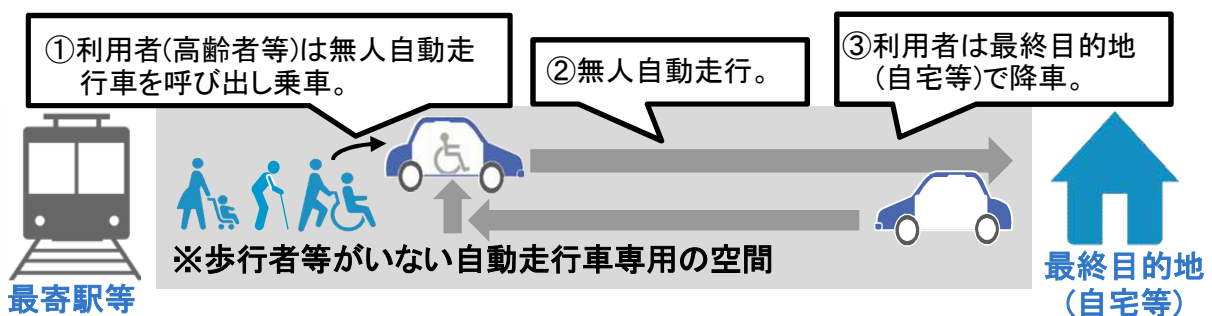 ①利用者(高齢者等)は無人自動走
行車を呼び出し乗車。
②無人自動走行。
③利用者は最終目的地
(自宅等)で降車。
※歩行者等がいない自動走行車専用の空間
最寄駅等
最終目的地
(自宅等)